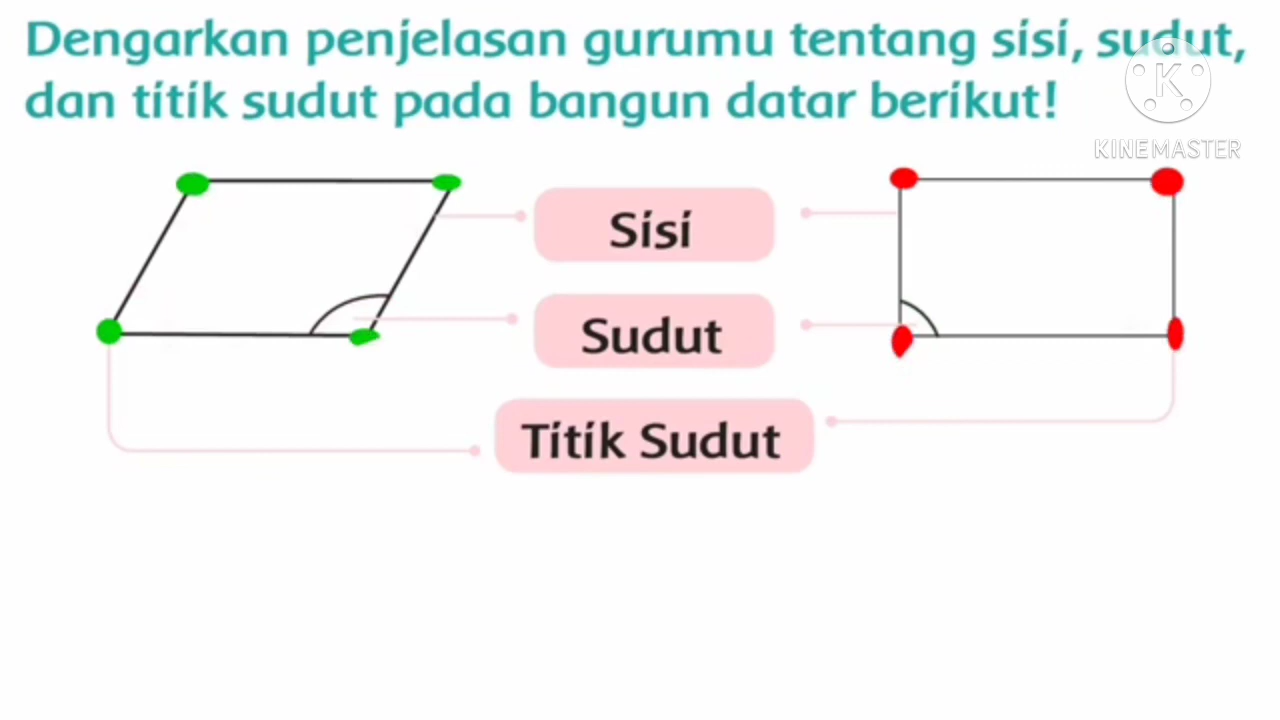 Dengarkan penjelasan gurumu tentang sisi, sudut,
dan titik sudut pada bangun datar berikut!
K
KINEMASTER
Sisi
Sudut
Titik Sudut